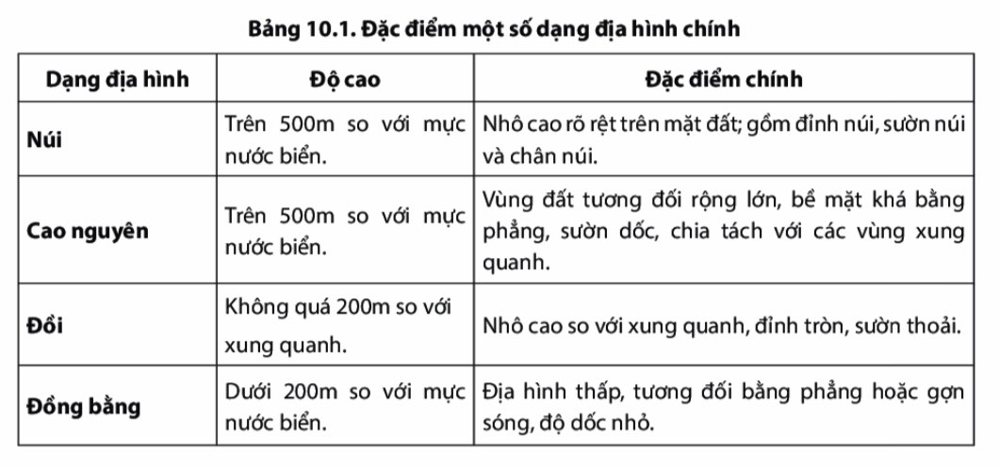 Bảng 10.1. Đặc điểm một số dạng địa hình chính
Dạng địa hình
Độ cao
Đặc điểm chính
Núi
Trên 500m so với mực
nước biển.
Nhô cao rõ rệt trên mặt đất; gồm đỉnh núi, sườn núi
và chân núi.
Cao nguyên
Trên 500m so với mực
nước biển.
Vùng đất tương đối rộng lớn, bề mặt khá bằng
phẳng, sườn dốc, chia tách với các vùng xung
quanh.
Đồi
Không quá 200m so với
xung quanh.
Nhô cao so với xung quanh, đỉnh tròn, sườn thoải.
Đồng bằng
Dưới 200m so với mực
nước biển.
Địa hình thấp, tương đối bằng phẳng hoặc gợn
sóng, độ dốc nhỏ.